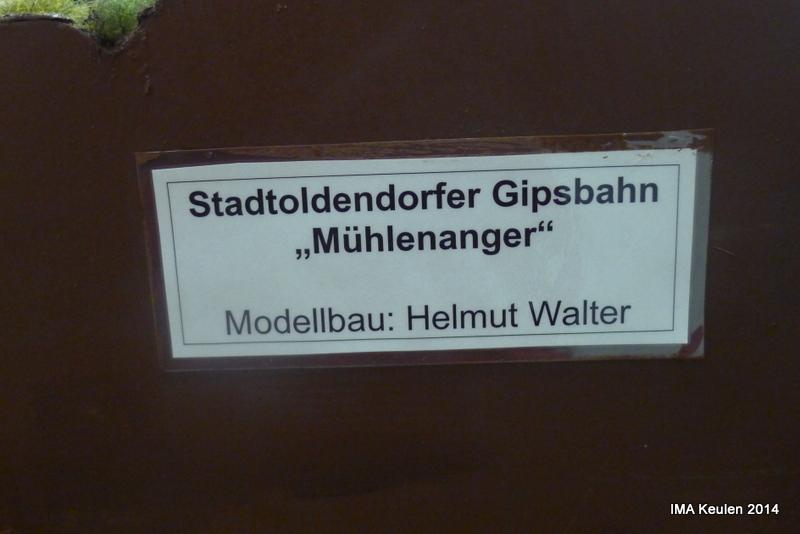 Stadtoldendorfer Gipsbahn
„Mühlenanger“
Modellbau: Helmut Walter
IMA Keulen 2014